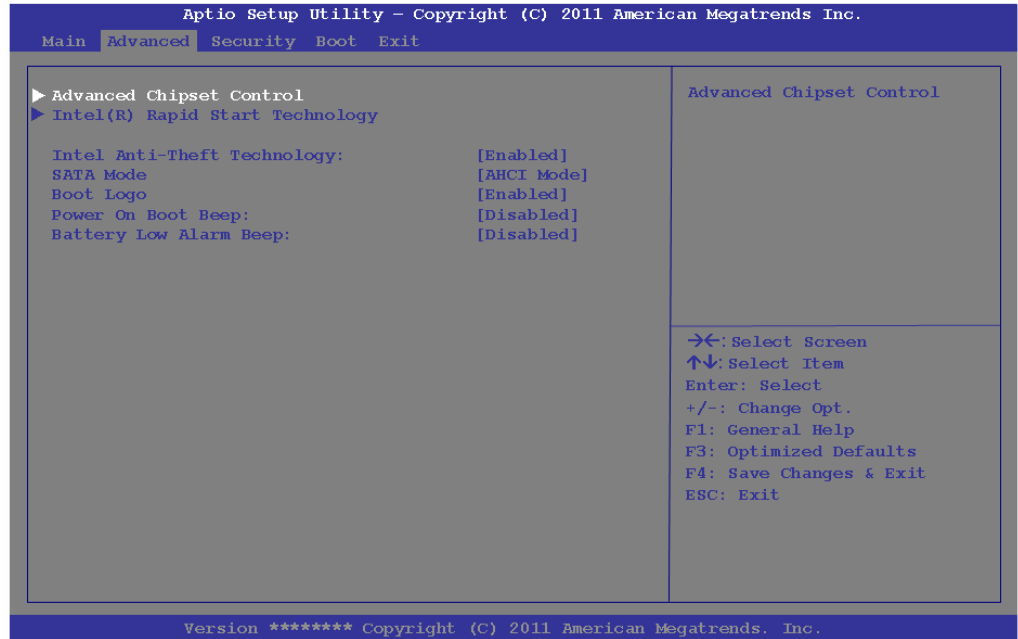 Aptio Setup Utility – Copyright (C) 2011 American Megatrends Inc.
Main Advanced Security Boot Exit
▶ Advanced Chipset Control
▶ Intel(R) Rapid Start Technology
Intel Anti-Theft Technology: [Enabled]
SATA Mode [AHCI Mode]
Boot Logo [Enabled]
Power On Boot Beep: [Disabled]
Battery Low Alarm Beep: [Disabled]
Advanced Chipset Control
→←: Select Screen
↑↓: Select Item
Enter: Select
+/-: Change Opt.
F1: General Help
F3: Optimized Defaults
F4: Save Changes & Exit
ESC: Exit
Version ******** Copyright (C) 2011 American Megatrends. Inc.